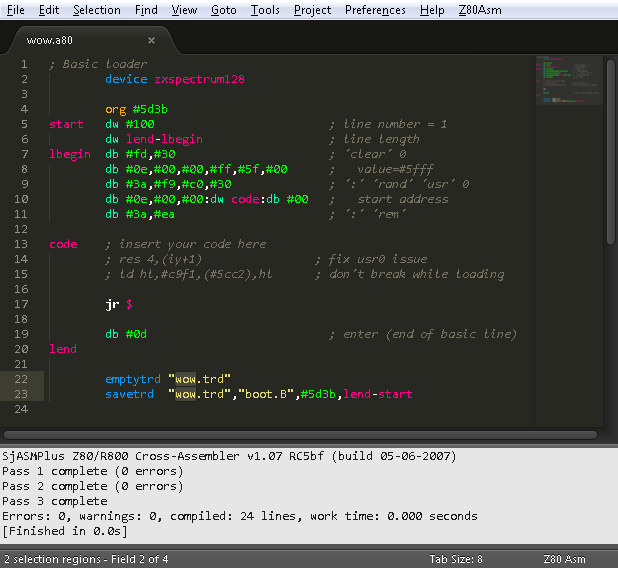 File Edit Selection Find View Goto Tools Project Preferences Help Z80Asm
wow.a80 ×
1 ; Basic loader
2 device zxspectrum128
3
4 org #5d3b
5 start dw #100 ; line number = 1
6 dw lend-lbegin ; line length
7 lbegin db #fd,#30 ; 'clear' 0
8 db #0e,#00,#00,#ff,#5f,#00 ; value=#5fff
9 db #3a,#f9,#c0,#30 ; ':' 'rand' 'usr' 0
10 db #0e,#00,#00:dw code:db #00 ; start address
11 db #3a,#ea ; ':' 'rem'
12
13 code ; insert your code here
14 ; res 4,(iy+1) ; fix usr0 issue
15 ; ld hl,#c9f1,(#5cc2),hl ; don't break while loading
16
17 jr $
18
19 db #0d ; enter (end of basic line)
20 lend
21
22 emptytrd "wow.trd"
23 savetrd "wow.trd","boot.B",#5d3b,lend-start
24
SjASMPlus Z80/R800 Cross-Assembler v1.07 RC5bf (build 05-06-2007)
Pass 1 complete (0 errors)
Pass 2 complete (0 errors)
Pass 3 complete
Errors: 0, warnings: 0, compiled: 24 lines, work time: 0.000 seconds
[Finished in 0.0s]
2 selection regions - Field 2 of 4 Tab Size: 8 Z80 Asm